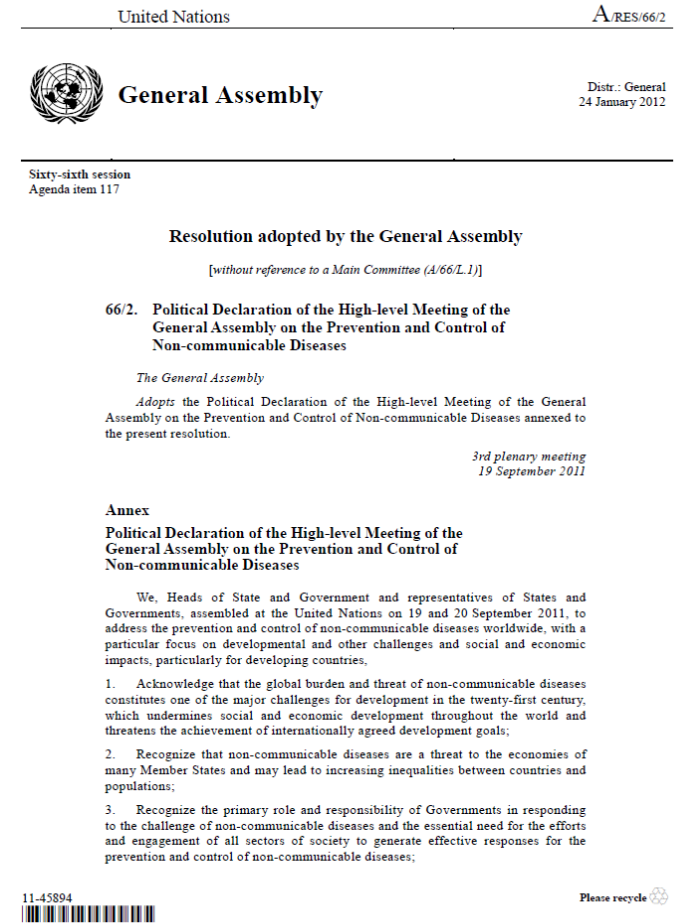 United Nations
A/RES/66/2
General Assembly
Distr.: General
24 January 2012
Sixty-sixth session
Agenda item 117
Resolution adopted by the General Assembly
[without reference to a Main Committee (A/66/L.1)]
66/2. Political Declaration of the High-level Meeting of the
General Assembly on the Prevention and Control of
Non-communicable Diseases
The General Assembly
Adopts the Political Declaration of the High-level Meeting of the General
Assembly on the Prevention and Control of Non-communicable Diseases annexed to
the present resolution.
3rd plenary meeting
19 September 2011
Annex
Political Declaration of the High-level Meeting of the
General Assembly on the Prevention and Control of
Non-communicable Diseases
We, Heads of State and Government and representatives of States and
Governments, assembled at the United Nations on 19 and 20 September 2011, to
address the prevention and control of non-communicable diseases worldwide, with a
particular focus on developmental and other challenges and social and economic
impacts, particularly for developing countries,
1. Acknowledge that the global burden and threat of non-communicable diseases
constitutes one of the major challenges for development in the twenty-first century,
which undermines social and economic development throughout the world and
threatens the achievement of internationally agreed development goals;
2. Recognize that non-communicable diseases are a threat to the economies of
many Member States and may lead to increasing inequalities between countries and
populations;
3. Recognize the primary role and responsibility of Governments in responding
to the challenge of non-communicable diseases and the essential need for the efforts
and engagement of all sectors of society to generate effective responses for the
prevention and control of non-communicable diseases;
11-45894
Please recycle